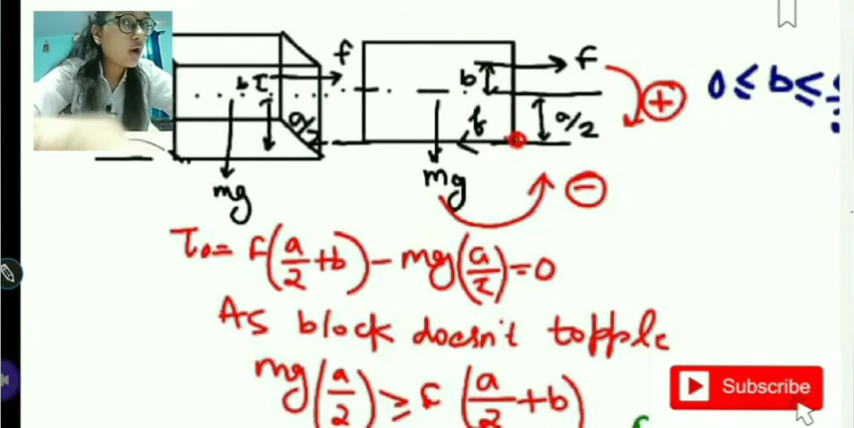 f
b
a/2
mg
F
b
a/2
f
mg
+
−
0 ≤ b ≤
τ₀ = F(a/2 + b) − mg(a/2) = 0
As block doesn't topple
mg(a/2) ≥ F(a/2 + b)
Subscribe